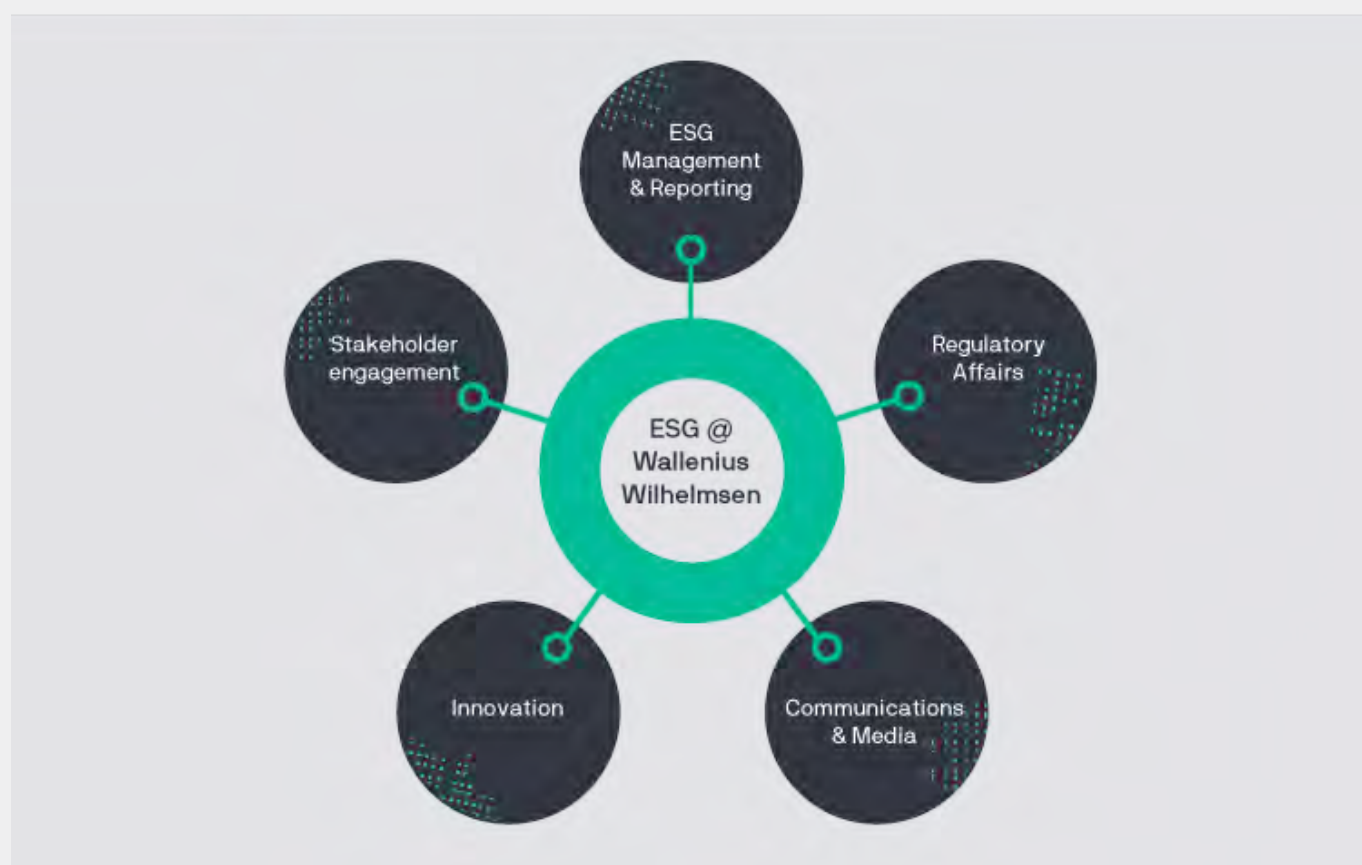 ESG
Management
& Reporting
Stakeholder
engagement
Regulatory
Affairs
ESG @
Wallenius
Wilhelmsen
Innovation
Communications
& Media